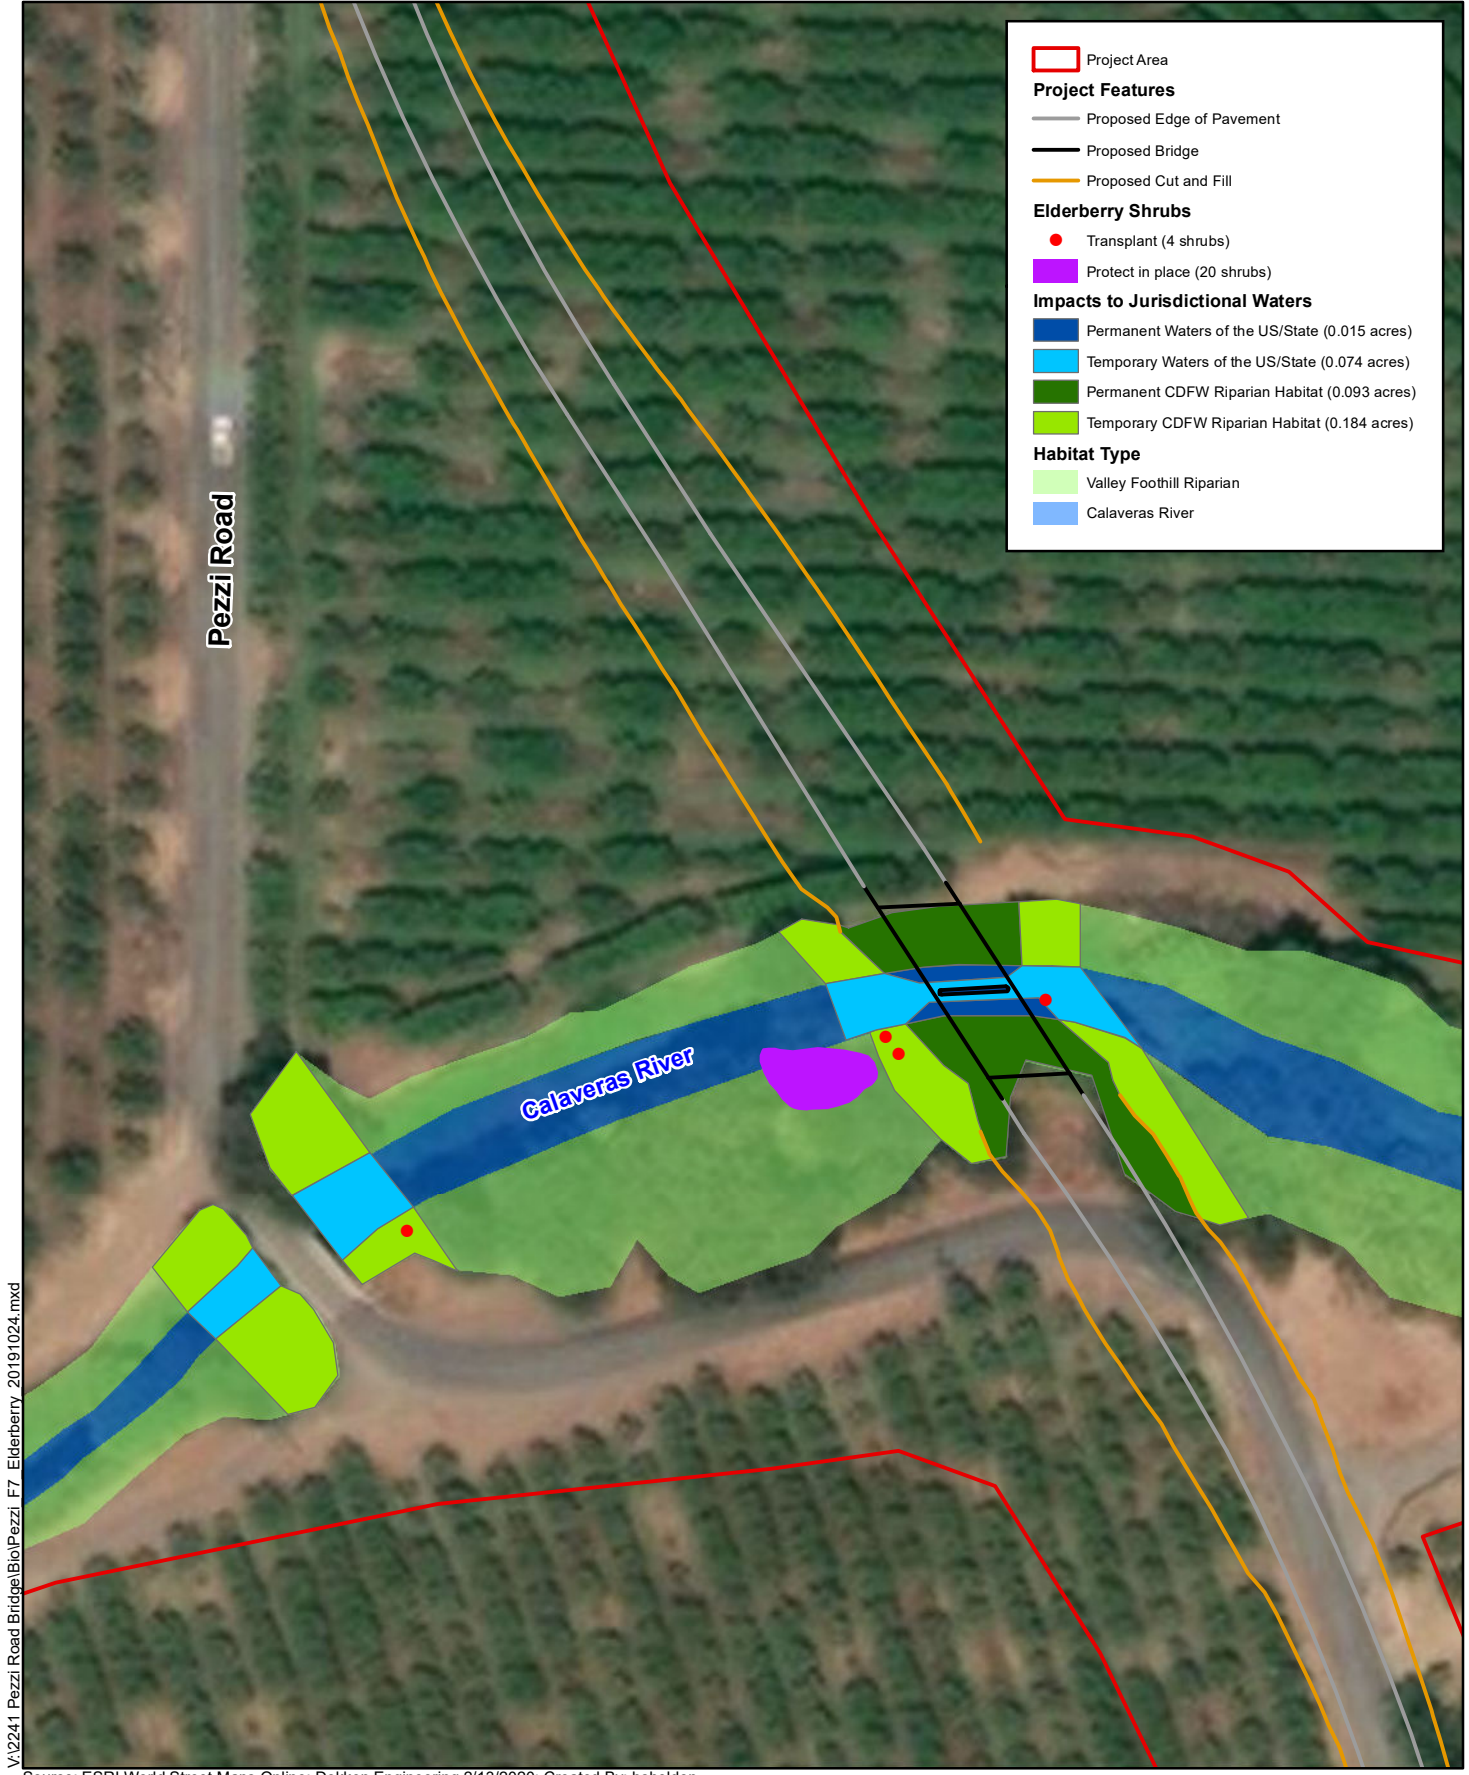 Project Area
Project Features
Proposed Edge of Pavement
Proposed Bridge
Proposed Cut and Fill
Elderberry Shrubs
Transplant (4 shrubs)
Protect in place (20 shrubs)
Impacts to Jurisdictional Waters
Permanent Waters of the US/State (0.015 acres)
Temporary Waters of the US/State (0.074 acres)
Permanent CDFW Riparian Habitat (0.093 acres)
Temporary CDFW Riparian Habitat (0.184 acres)
Habitat Type
Valley Foothill Riparian
Calaveras River
Pezzi Road
Calaveras River
V:\2241 Pezzi Road Bridge\Bio\Pezzi_F7_Elderberry_20191024.mxd